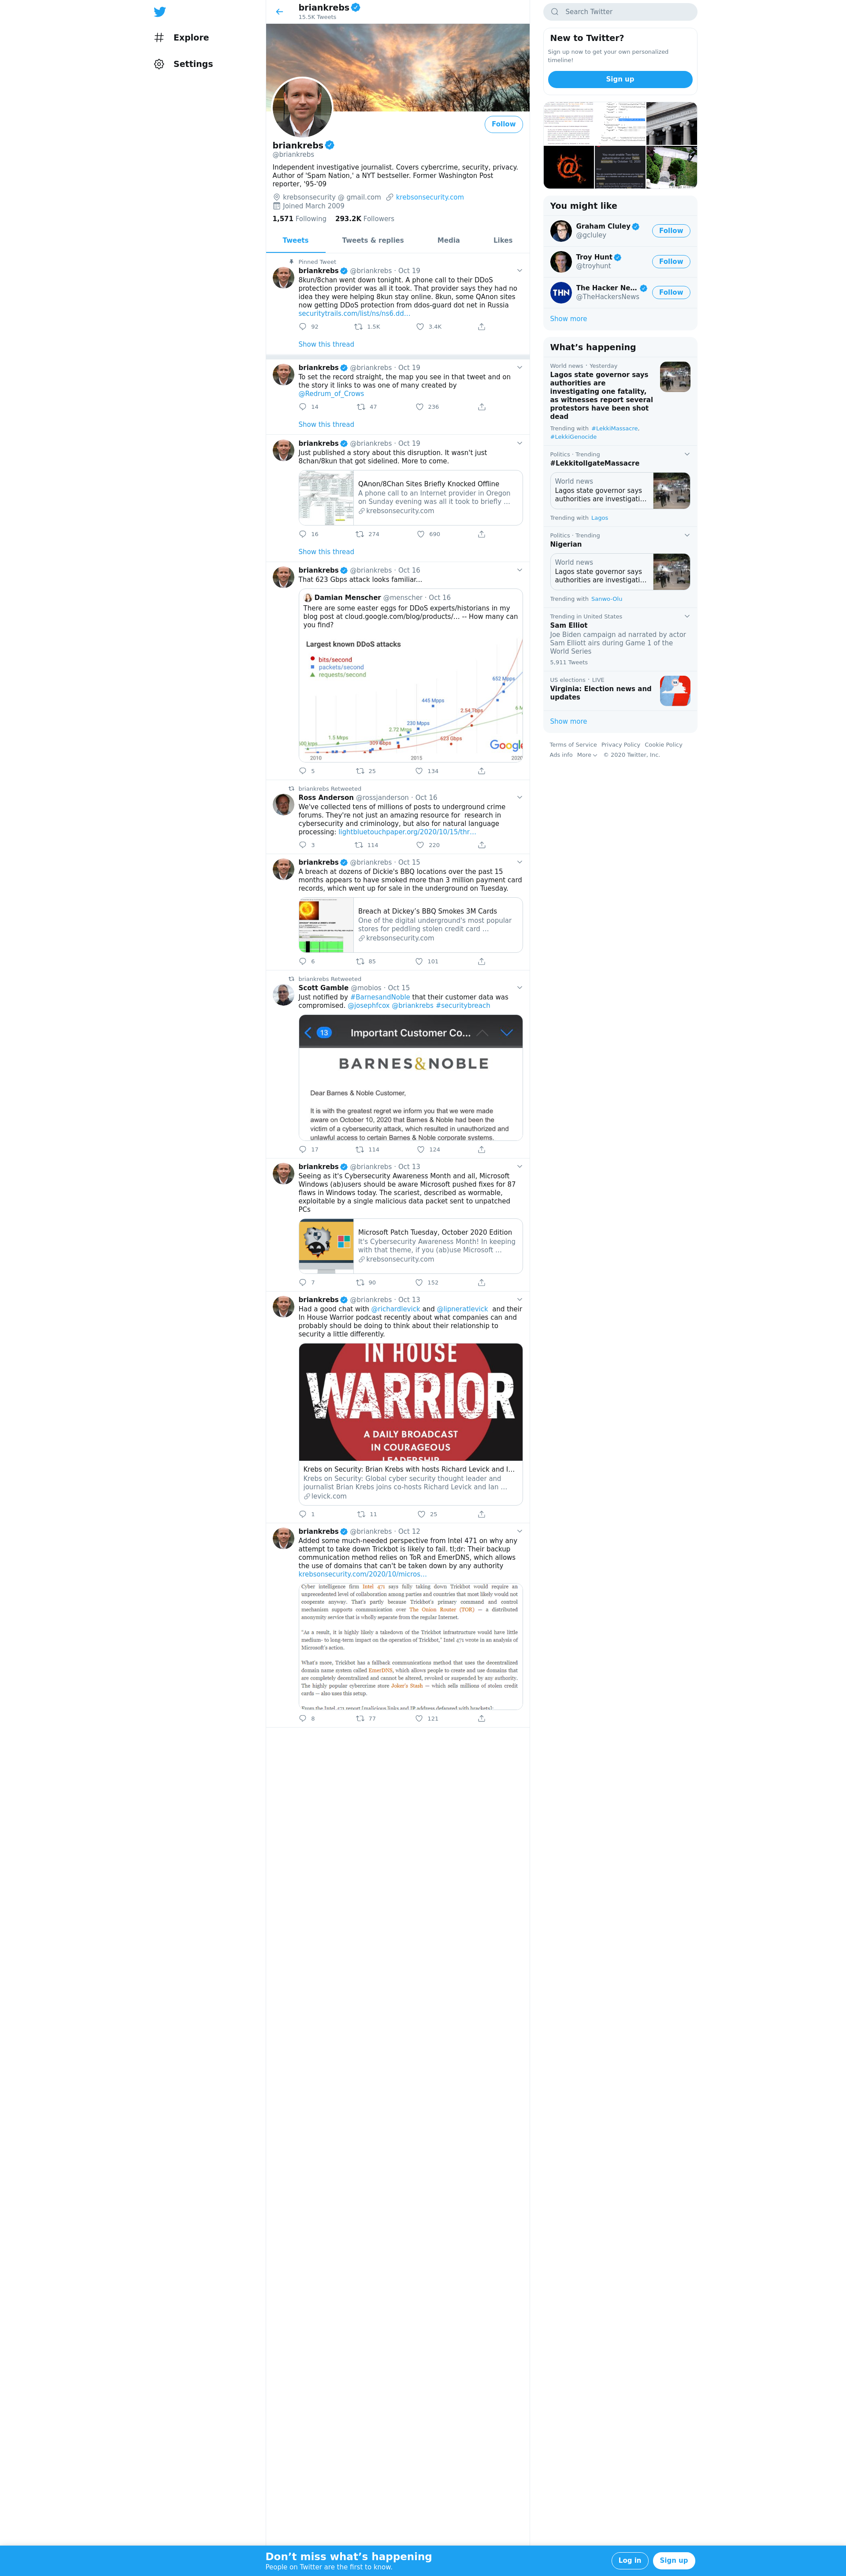 Explore
Settings
briankrebs
15.5K Tweets
Follow
briankrebs
@briankrebs
Independent investigative journalist. Covers cybercrime, security, privacy.
Author of 'Spam Nation,' a NYT bestseller. Former Washington Post
reporter, '95-'09
krebsonsecurity @ gmail.com krebsonsecurity.com
Joined March 2009
1,571 Following 293.2K Followers
Tweets Tweets & replies Media Likes
Pinned Tweet
briankrebs @briankrebs · Oct 19
8kun/8chan went down tonight. A phone call to their DDoS
protection provider was all it took. That provider says they had no
idea they were helping 8kun stay online. 8kun, some QAnon sites
now getting DDoS protection from ddos-guard dot net in Russia
securitytrails.com/list/ns/ns6.dd…
92 1.5K 3.4K
Show this thread
briankrebs @briankrebs · Oct 19
To set the record straight, the map you see in that tweet and on
the story it links to was one of many created by
@Redrum_of_Crows
14 47 236
Show this thread
briankrebs @briankrebs · Oct 19
Just published a story about this disruption. It wasn't just
8chan/8kun that got sidelined. More to come.
QAnon/8Chan Sites Briefly Knocked Offline
A phone call to an Internet provider in Oregon
on Sunday evening was all it took to briefly …
krebsonsecurity.com
16 274 690
Show this thread
briankrebs @briankrebs · Oct 16
That 623 Gbps attack looks familiar...
Damian Menscher @menscher · Oct 16
There are some easter eggs for DDoS experts/historians in my
blog post at cloud.google.com/blog/products/… -- How many can
you find?
Largest known DDoS attacks
bits/second
packets/second
requests/second
652 Mpps
445 Mpps
2.54 Tbps
6 M
230 Mpps
2.72 Mrps
1.5 Mrps
309 Gbps
623 Gbps
Google
2010 2015
5 25 134
briankrebs Retweeted
Ross Anderson @rossjanderson · Oct 16
We've collected tens of millions of posts to underground crime
forums. They're not just an amazing resource for research in
cybersecurity and criminology, but also for natural language
processing: lightbluetouchpaper.org/2020/10/15/thr…
3 114 220
briankrebs @briankrebs · Oct 15
A breach at dozens of Dickie's BBQ locations over the past 15
months appears to have smoked more than 3 million payment card
records, which went up for sale in the underground on Tuesday.
Breach at Dickey's BBQ Smokes 3M Cards
One of the digital underground's most popular
stores for peddling stolen credit card …
krebsonsecurity.com
6 85 101
briankrebs Retweeted
Scott Gamble @mobios · Oct 15
Just notified by #BarnesandNoble that their customer data was
compromised. @josephfcox @briankrebs #securitybreach
13 Important Customer Co...
BARNES&NOBLE
Dear Barnes & Noble Customer,
It is with the greatest regret we inform you that we were made
aware on October 10, 2020 that Barnes & Noble had been the
victim of a cybersecurity attack, which resulted in unauthorized and
unlawful access to certain Barnes & Noble corporate systems.
17 114 124
briankrebs @briankrebs · Oct 13
Seeing as it's Cybersecurity Awareness Month and all, Microsoft
Windows (ab)users should be aware Microsoft pushed fixes for 87
flaws in Windows today. The scariest, described as wormable,
exploitable by a single malicious data packet sent to unpatched
PCs
Microsoft Patch Tuesday, October 2020 Edition
It's Cybersecurity Awareness Month! In keeping
with that theme, if you (ab)use Microsoft …
krebsonsecurity.com
7 90 152
briankrebs @briankrebs · Oct 13
Had a good chat with @richardlevick and @lipneratlevick and their
In House Warrior podcast recently about what companies can and
probably should be doing to think about their relationship to
security a little differently.
IN HOUSE
WARRIOR
A DAILY BROADCAST
IN COURAGEOUS
LEADERSHIP
Krebs on Security: Brian Krebs with hosts Richard Levick and I…
Krebs on Security: Global cyber security thought leader and
journalist Brian Krebs joins co-hosts Richard Levick and Ian …
levick.com
1 11 25
briankrebs @briankrebs · Oct 12
Added some much-needed perspective from Intel 471 on why any
attempt to take down Trickbot is likely to fail. tl;dr: Their backup
communication method relies on ToR and EmerDNS, which allows
the use of domains that can't be taken down by any authority
krebsonsecurity.com/2020/10/micros…
Cyber intelligence firm Intel 471 says fully taking down Trickbot would require an
unprecedented level of collaboration among parties and countries that most likely would not
cooperate anyway. That's partly because Trickbot's primary command and control
mechanism supports communication over The Onion Router (TOR) — a distributed
anonymity service that is wholly separate from the regular Internet.
"As a result, it is highly likely a takedown of the Trickbot infrastructure would have little
medium- to long-term impact on the operation of Trickbot," Intel 471 wrote in an analysis of
Microsoft's action.
What's more, Trickbot has a fallback communications method that uses the decentralized
domain name system called EmerDNS, which allows people to create and use domains that
are completely decentralized and cannot be altered, revoked or suspended by any authority.
The highly popular cybercrime store Joker's Stash — which sells millions of stolen credit
cards — also uses this setup.
From the Intel 471 report [malicious links and IP address defanged with brackets]:
8 77 121
Search Twitter
New to Twitter?
Sign up now to get your own personalized
timeline!
Sign up
You might like
Graham Cluley
@gcluley
Follow
Troy Hunt
@troyhunt
Follow
THN
The Hacker Ne...
@TheHackersNews
Follow
Show more
What's happening
World news · Yesterday
Lagos state governor says
authorities are
investigating one fatality,
as witnesses report several
protestors have been shot
dead
Trending with #LekkiMassacre,
#LekkiGenocide
Politics · Trending
#LekkitollgateMassacre
World news
Lagos state governor says
authorities are investigati...
Trending with Lagos
Politics · Trending
Nigerian
World news
Lagos state governor says
authorities are investigati...
Trending with Sanwo-Olu
Trending in United States
Sam Elliot
Joe Biden campaign ad narrated by actor
Sam Elliott airs during Game 1 of the
World Series
5,911 Tweets
US elections · LIVE
Virginia: Election news and
updates
Show more
Terms of Service Privacy Policy Cookie Policy
Ads info More © 2020 Twitter, Inc.
Don't miss what's happening
People on Twitter are the first to know.
Log in Sign up